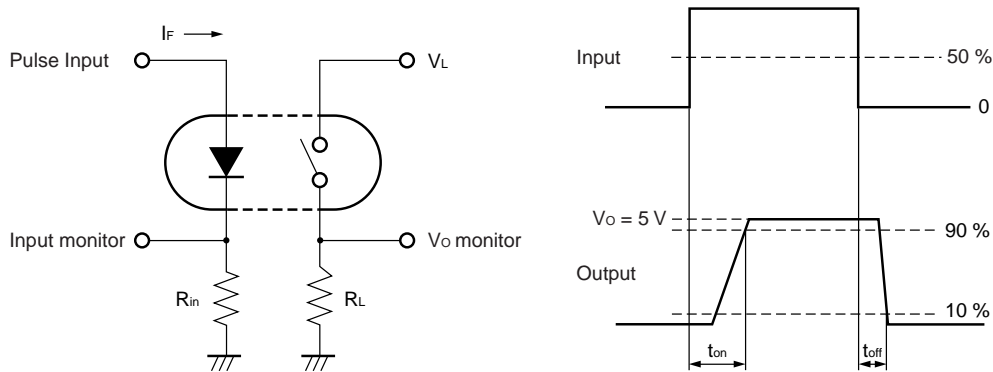 IF
Pulse Input
VL
Input monitor
VO monitor
Rin
RL
Input
50 %
0
VO = 5 V
90 %
Output
10 %
ton
toff